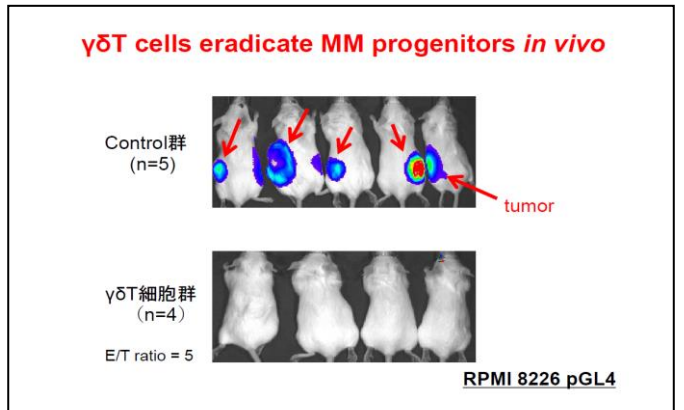 γδT cells eradicate MM progenitors in vivo
Control群
(n=5)
tumor
γδT細胞群
（n=4）
E/T ratio = 5
RPMI 8226 pGL4